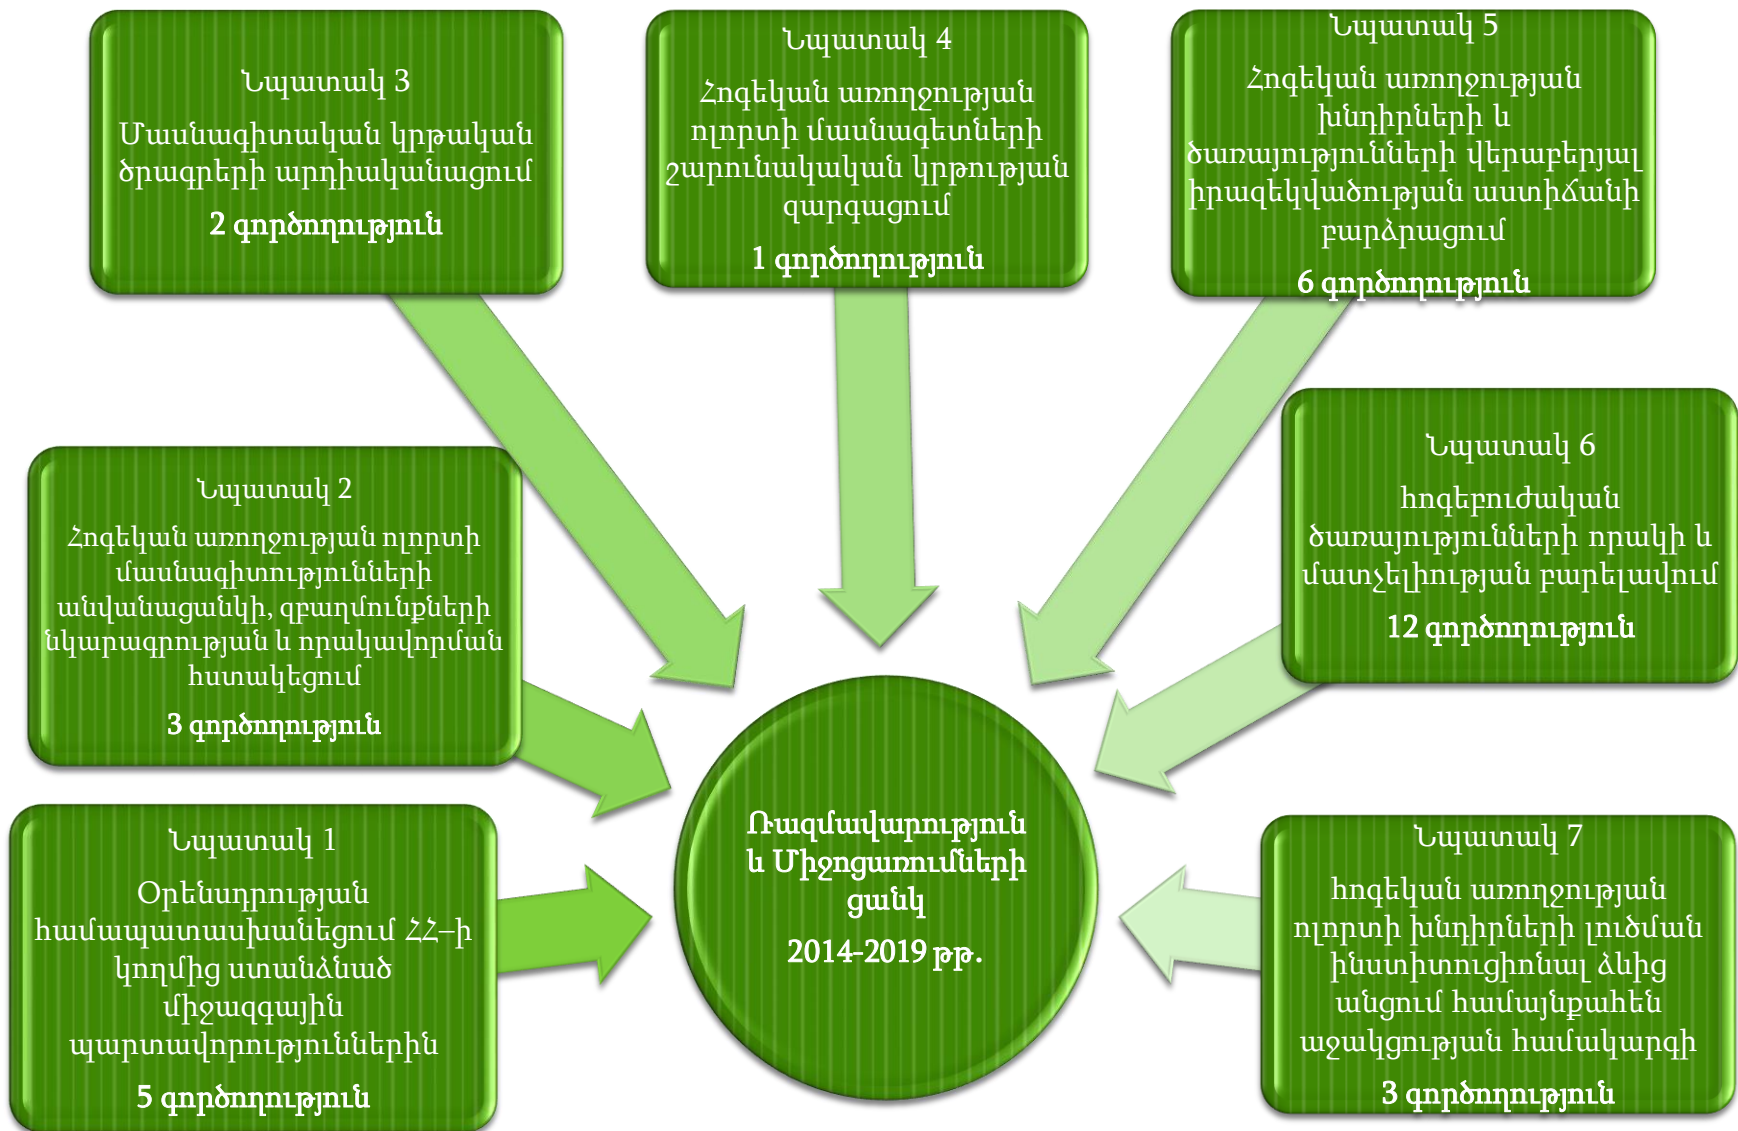 Նպատակ 3
Մասնագիտական կրթական
ծրագրերի արդիականացում
2 գործողություն
Նպատակ 4
Հոգեկան առողջության
ոլորտի մասնագետների
շարունակական կրթության
զարգացում
1 գործողություն
Նպատակ 5
Հոգեկան առողջության
խնդիրների և
ծառայությունների վերաբերյալ
իրազեկվածության աստիճանի
բարձրացում
6 գործողություն
Նպատակ 2
Հոգեկան առողջության ոլորտի
մասնագիտությունների
անվանացանկի, զբաղմունքների
նկարագրության և որակավորման
հստակեցում
3 գործողություն
Նպատակ 6
հոգեբուժական
ծառայությունների որակի և
մատչելիության բարելավում
12 գործողություն
Նպատակ 1
Օրենսդրության
համապատասխանեցում ՀՀ–ի
կողմից ստանձնած
միջազգային
պարտավորություններին
5 գործողություն
Ռազմավարություն
և Միջոցառումների
ցանկ
2014-2019 թթ.
Նպատակ 7
հոգեկան առողջության
ոլորտի խնդիրների լուծման
ինստիտուցիոնալ ձևից
անցում համայնքահեն
աջակցության համակարգի
3 գործողություն